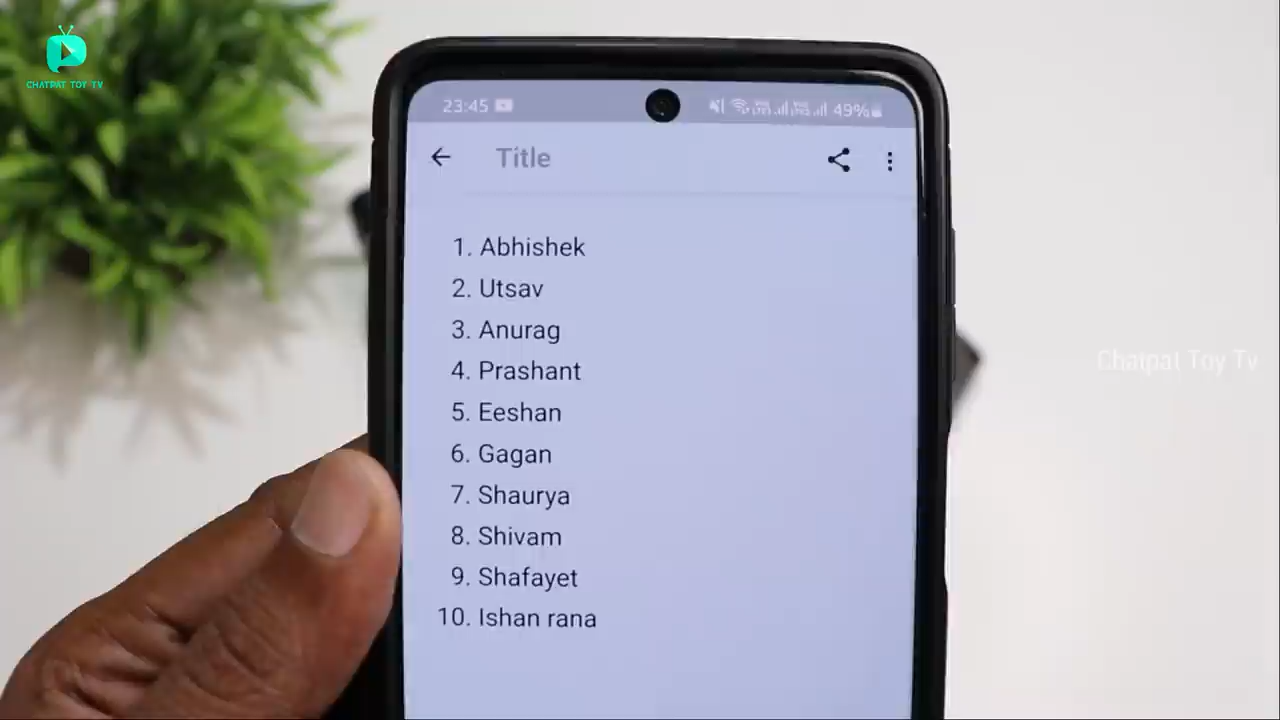 CHATPAT TOY TV
23:45 49%
Title
1. Abhishek
2. Utsav
3. Anurag
4. Prashant
5. Eeshan
6. Gagan
7. Shaurya
8. Shivam
9. Shafayet
10. Ishan rana
Chatpat Toy Tv